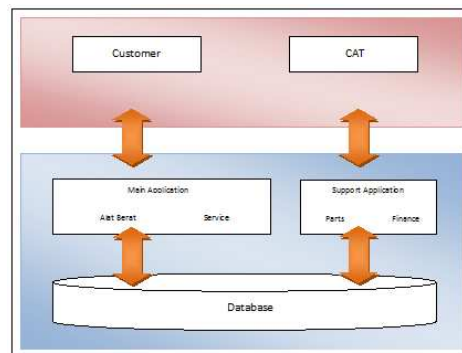 Customer CAT
Main Application Support Application
Alat Berat Service Parts Finance
Database